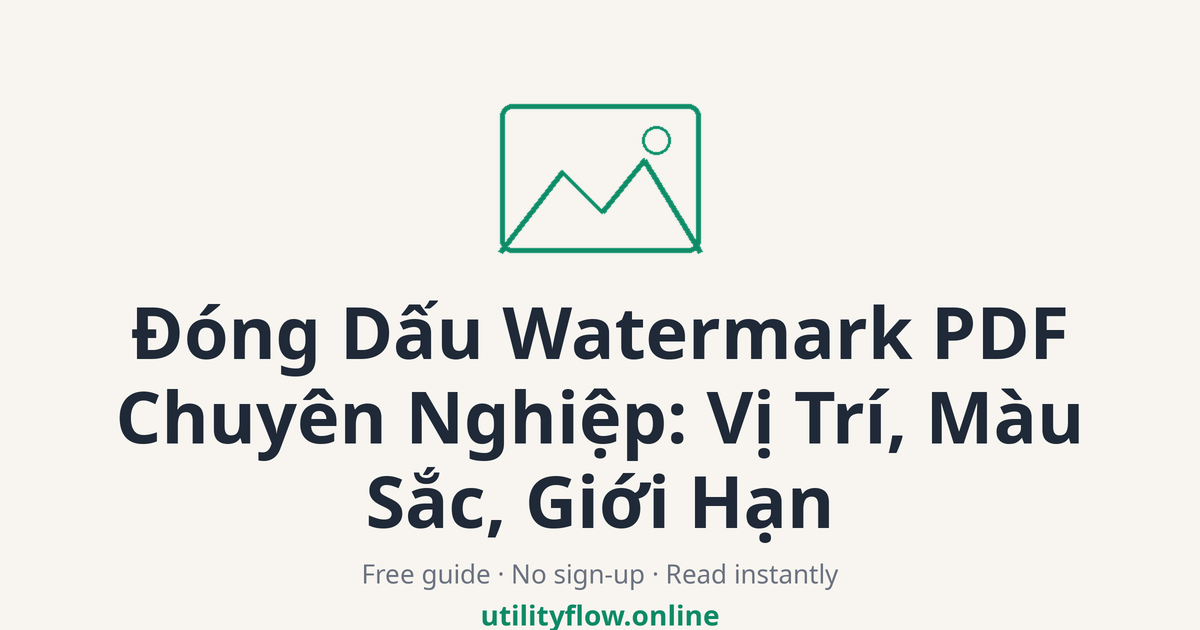 Đóng Dấu Watermark PDF
Chuyên Nghiệp: Vị Trí, Màu
Sắc, Giới Hạn
Free guide · No sign-up · Read instantly
utilityflow.online